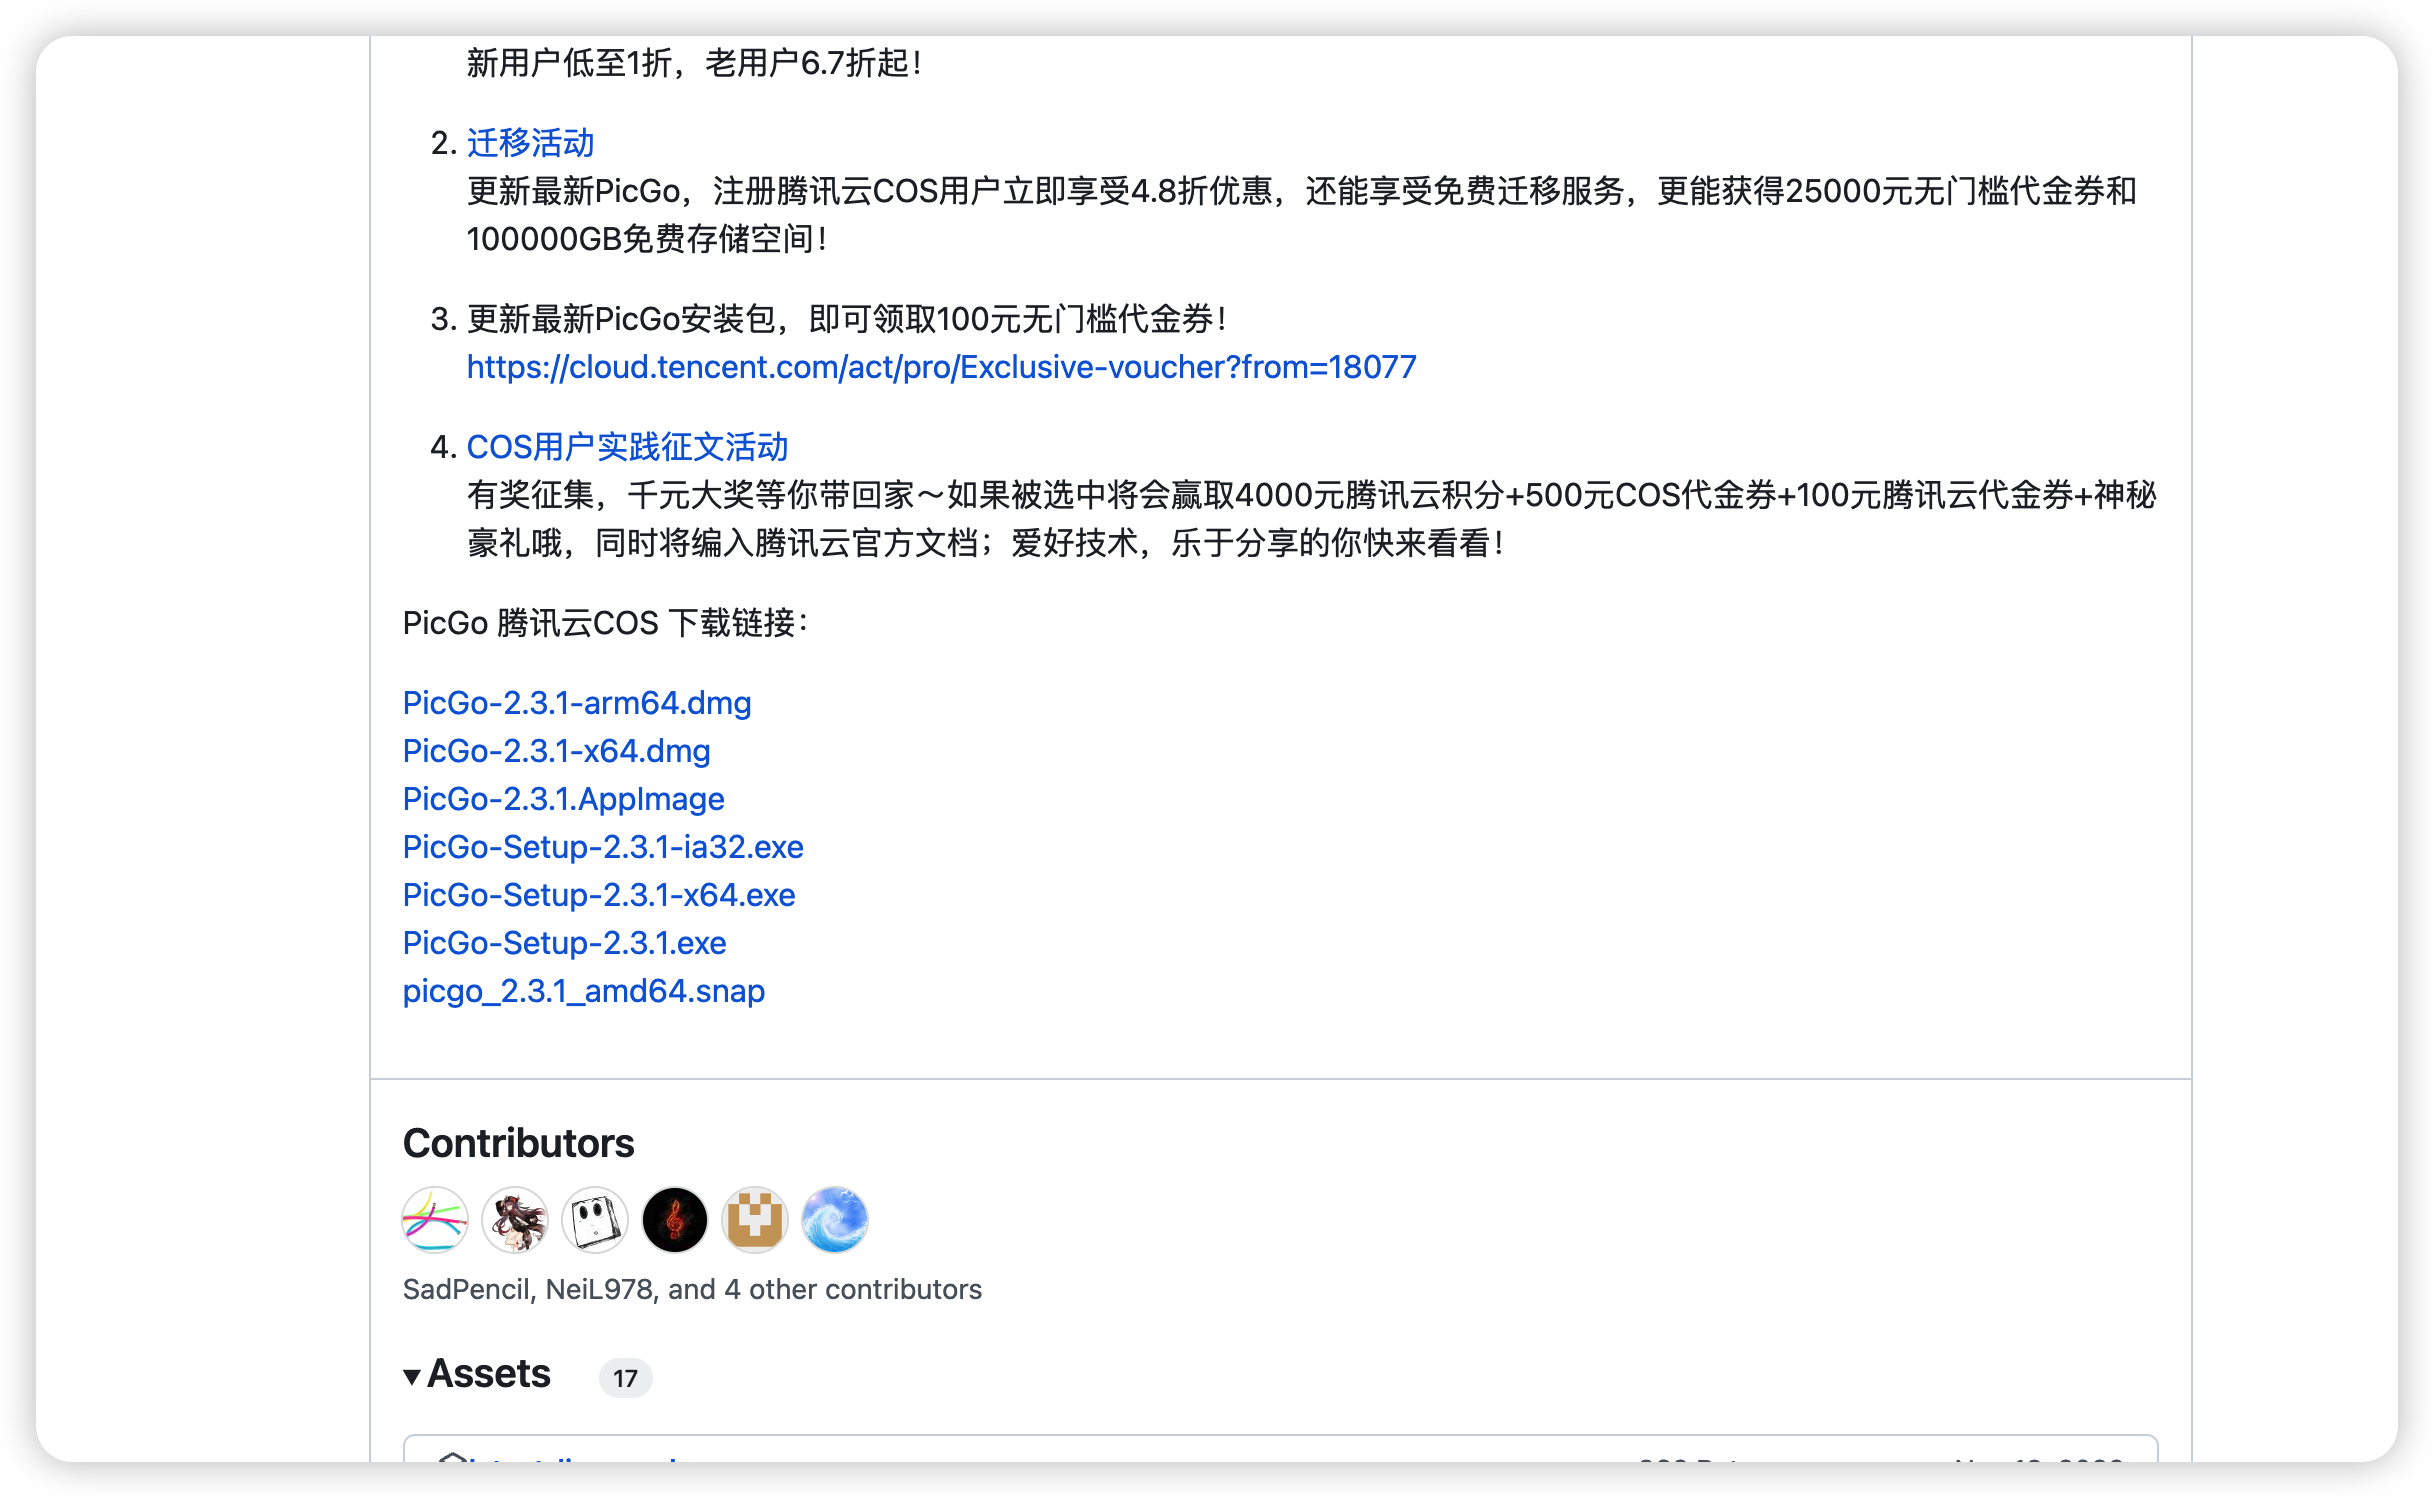 新用户低至1折，老用户6.7折起！
2. 迁移活动
更新最新PicGo，注册腾讯云COS用户立即享受4.8折优惠，还能享受免费迁移服务，更能获得25000元无门槛代金券和
100000GB免费存储空间！
3. 更新最新PicGo安装包，即可领取100元无门槛代金券！
https://cloud.tencent.com/act/pro/Exclusive-voucher?from=18077
4. COS用户实践征文活动
有奖征集，千元大奖等你带回家～如果被选中将会赢取4000元腾讯云积分+500元COS代金券+100元腾讯云代金券+神秘
豪礼哦，同时将编入腾讯云官方文档；爱好技术，乐于分享的你快来看看！
PicGo 腾讯云COS 下载链接：
PicGo-2.3.1-arm64.dmg
PicGo-2.3.1-x64.dmg
PicGo-2.3.1.AppImage
PicGo-Setup-2.3.1-ia32.exe
PicGo-Setup-2.3.1-x64.exe
PicGo-Setup-2.3.1.exe
picgo_2.3.1_amd64.snap
Contributors
SadPencil, NeiL978, and 4 other contributors
Assets 17